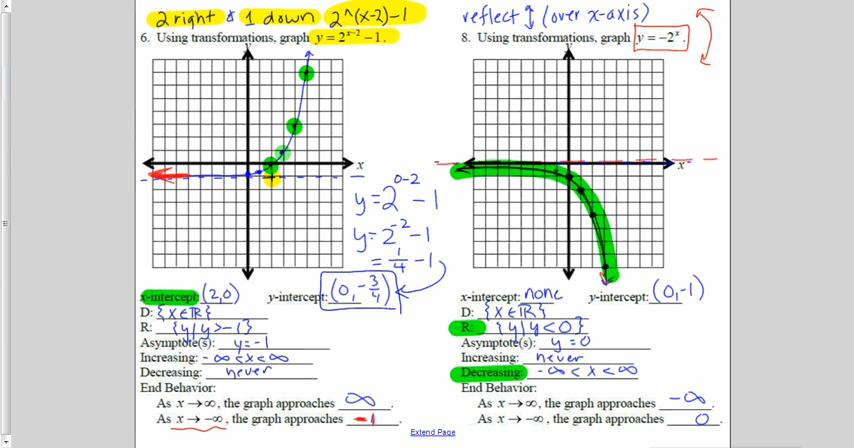 2 right & 1 down 2^(x-2)-1
6. Using transformations, graph y = 2^(x−2) − 1.
y
x
y = 2^(0-2) - 1
y = 2^(-2) - 1
= 1/4 - 1
x-intercept: (2,0) y-intercept: (0, -3/4)
D: {x∈ℝ}
R: {y|y>-1}
Asymptote(s): y=-1
Increasing: -∞<x<∞
Decreasing: never
End Behavior:
As x→∞, the graph approaches ∞.
As x→−∞, the graph approaches -1.
reflect ↕ (over x-axis)
8. Using transformations, graph y = −2^x.
y
x
x-intercept: none y-intercept: (0,-1)
D: {x∈ℝ}
R: {y|y<0}
Asymptote(s): y=0
Increasing: never
Decreasing: -∞<x<∞
End Behavior:
As x→∞, the graph approaches -∞.
As x→−∞, the graph approaches 0.
Extend Page